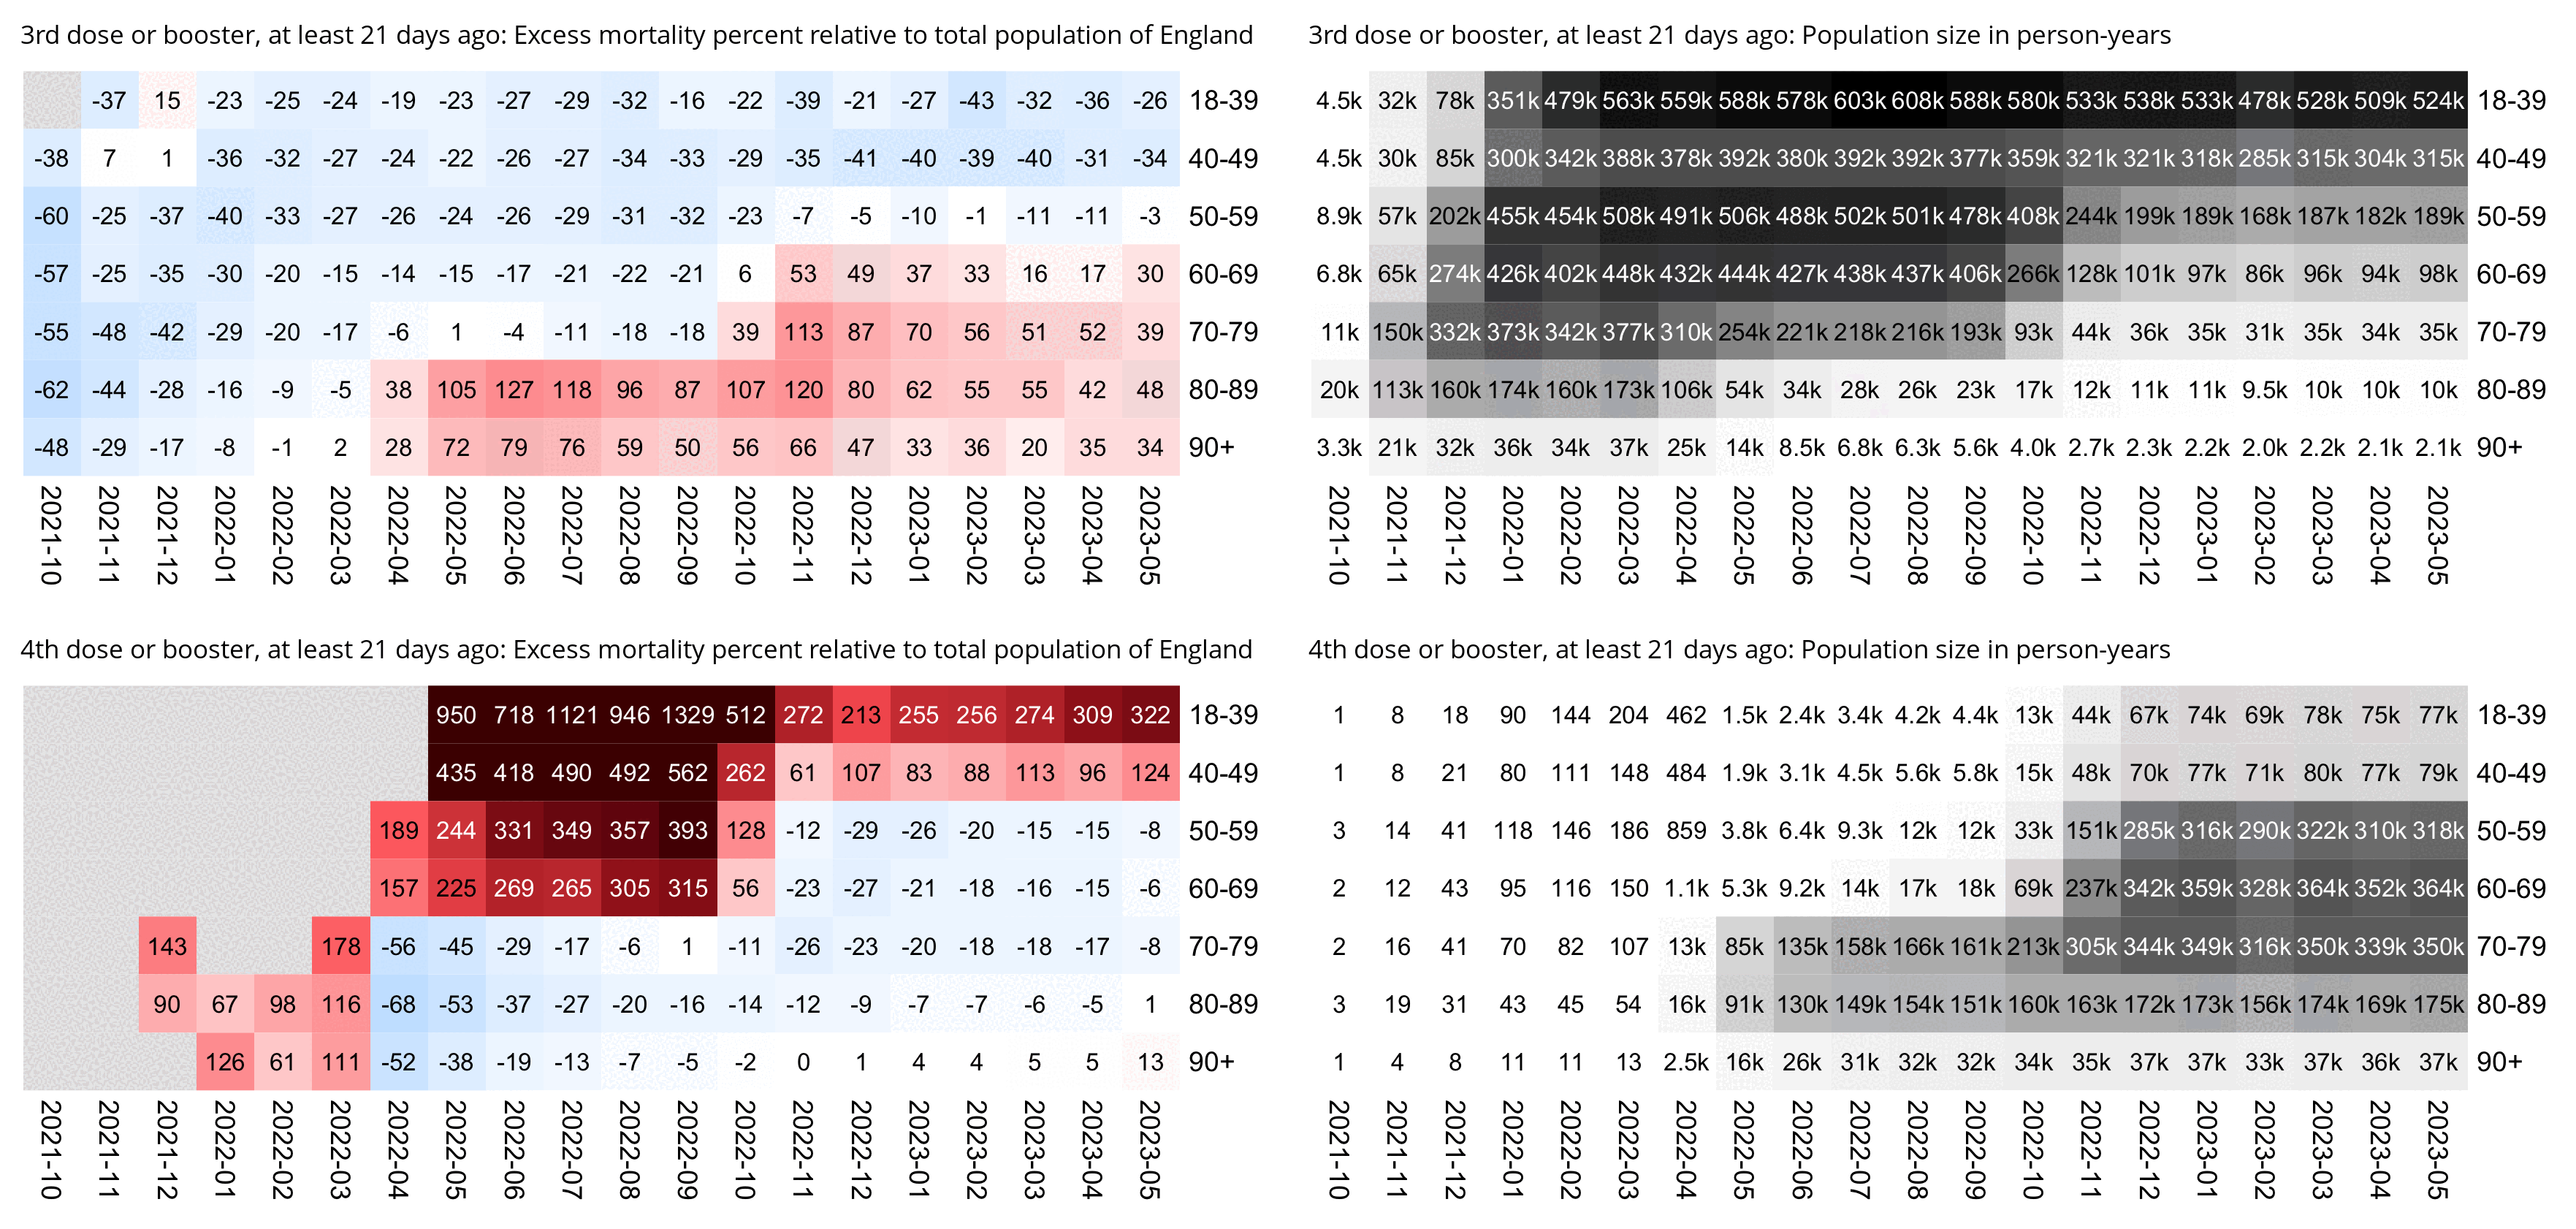 3rd dose or booster, at least 21 days ago: Excess mortality percent relative to total population of England
-37 15 -23 -25 -24 -19 -23 -27 -29 -32 -16 -22 -39 -21 -27 -43 -32 -36 -26 18-39
-38 7 1 -36 -32 -27 -24 -22 -26 -27 -34 -33 -29 -35 -41 -40 -39 -40 -31 -34 40-49
-60 -25 -37 -40 -33 -27 -26 -24 -26 -29 -31 -32 -23 -7 -5 -10 -1 -11 -11 -3 50-59
-57 -25 -35 -30 -20 -15 -14 -15 -17 -21 -22 -21 6 53 49 37 33 16 17 30 60-69
-55 -48 -42 -29 -20 -17 -6 1 -4 -11 -18 -18 39 113 87 70 56 51 52 39 70-79
-62 -44 -28 -16 -9 -5 38 105 127 118 96 87 107 120 80 62 55 55 42 48 80-89
-48 -29 -17 -8 -1 2 28 72 79 76 59 50 56 66 47 33 36 20 35 34 90+
2021-10 2021-11 2021-12 2022-01 2022-02 2022-03 2022-04 2022-05 2022-06 2022-07 2022-08 2022-09 2022-10 2022-11 2022-12 2023-01 2023-02 2023-03 2023-04 2023-05
3rd dose or booster, at least 21 days ago: Population size in person-years
4.5k 32k 78k 351k 479k 563k 559k 588k 578k 603k 608k 588k 580k 533k 538k 533k 478k 528k 509k 524k 18-39
4.5k 30k 85k 300k 342k 388k 378k 392k 380k 392k 392k 377k 359k 321k 321k 318k 285k 315k 304k 315k 40-49
8.9k 57k 202k 455k 454k 508k 491k 506k 488k 502k 501k 478k 408k 244k 199k 189k 168k 187k 182k 189k 50-59
6.8k 65k 274k 426k 402k 448k 432k 444k 427k 438k 437k 406k 266k 128k 101k 97k 86k 96k 94k 98k 60-69
11k 150k 332k 373k 342k 377k 310k 254k 221k 218k 216k 193k 93k 44k 36k 35k 31k 35k 34k 35k 70-79
20k 113k 160k 174k 160k 173k 106k 54k 34k 28k 26k 23k 17k 12k 11k 11k 9.5k 10k 10k 10k 80-89
3.3k 21k 32k 36k 34k 37k 25k 14k 8.5k 6.8k 6.3k 5.6k 4.0k 2.7k 2.3k 2.2k 2.0k 2.2k 2.1k 2.1k 90+
2021-10 2021-11 2021-12 2022-01 2022-02 2022-03 2022-04 2022-05 2022-06 2022-07 2022-08 2022-09 2022-10 2022-11 2022-12 2023-01 2023-02 2023-03 2023-04 2023-05
4th dose or booster, at least 21 days ago: Excess mortality percent relative to total population of England
950 718 1121 946 1329 512 272 213 255 256 274 309 322 18-39
435 418 490 492 562 262 61 107 83 88 113 96 124 40-49
189 244 331 349 357 393 128 -12 -29 -26 -20 -15 -15 -8 50-59
157 225 269 265 305 315 56 -23 -27 -21 -18 -16 -15 -6 60-69
143 178 -56 -45 -29 -17 -6 1 -11 -26 -23 -20 -18 -18 -17 -8 70-79
90 67 98 116 -68 -53 -37 -27 -20 -16 -14 -12 -9 -7 -7 -6 -5 1 80-89
126 61 111 -52 -38 -19 -13 -7 -5 -2 0 1 4 4 5 5 13 90+
2021-10 2021-11 2021-12 2022-01 2022-02 2022-03 2022-04 2022-05 2022-06 2022-07 2022-08 2022-09 2022-10 2022-11 2022-12 2023-01 2023-02 2023-03 2023-04 2023-05
4th dose or booster, at least 21 days ago: Population size in person-years
1 8 18 90 144 204 462 1.5k 2.4k 3.4k 4.2k 4.4k 13k 44k 67k 74k 69k 78k 75k 77k 18-39
1 8 21 80 111 148 484 1.9k 3.1k 4.5k 5.6k 5.8k 15k 48k 70k 77k 71k 80k 77k 79k 40-49
3 14 41 118 146 186 859 3.8k 6.4k 9.3k 12k 12k 33k 151k 285k 316k 290k 322k 310k 318k 50-59
2 12 43 95 116 150 1.1k 5.3k 9.2k 14k 17k 18k 69k 237k 342k 359k 328k 364k 352k 364k 60-69
2 16 41 70 82 107 13k 85k 135k 158k 166k 161k 213k 305k 344k 349k 316k 350k 339k 350k 70-79
3 19 31 43 45 54 16k 91k 130k 149k 154k 151k 160k 163k 172k 173k 156k 174k 169k 175k 80-89
1 4 8 11 11 13 2.5k 16k 26k 31k 32k 32k 34k 35k 37k 37k 33k 37k 36k 37k 90+
2021-10 2021-11 2021-12 2022-01 2022-02 2022-03 2022-04 2022-05 2022-06 2022-07 2022-08 2022-09 2022-10 2022-11 2022-12 2023-01 2023-02 2023-03 2023-04 2023-05